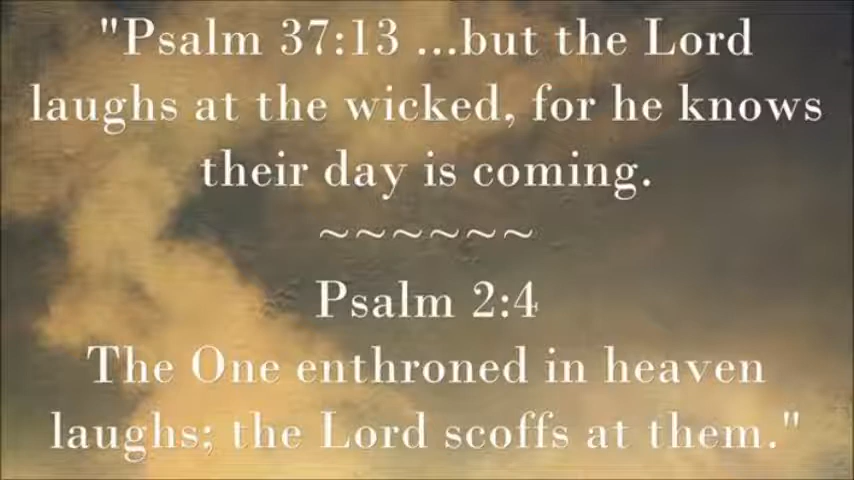 "Psalm 37:13 ...but the Lord
laughs at the wicked, for he knows
their day is coming.
~~~~~~
Psalm 2:4
The One enthroned in heaven
laughs; the Lord scoffs at them."